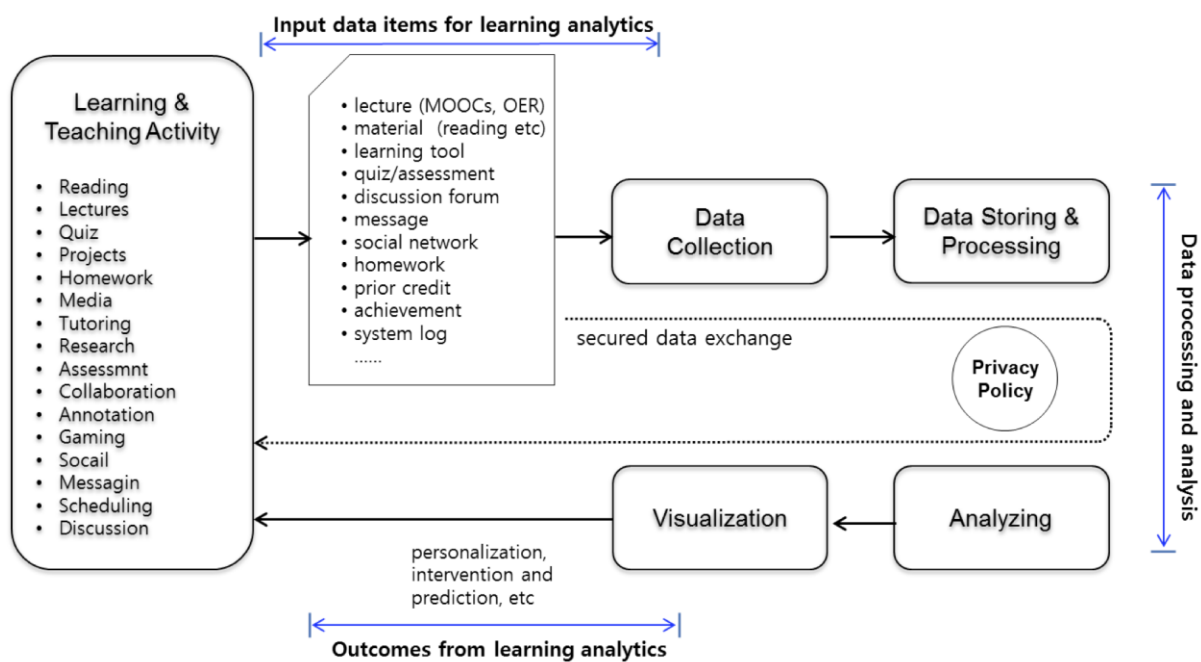 Input data items for learning analytics
Learning &
Teaching Activity
• Reading
• Lectures
• Quiz
• Projects
• Homework
• Media
• Tutoring
• Research
• Assessmnt
• Collaboration
• Annotation
• Gaming
• Socail
• Messagin
• Scheduling
• Discussion
• lecture (MOOCs, OER)
• material (reading etc)
• learning tool
• quiz/assessment
• discussion forum
• message
• social network
• homework
• prior credit
• achievement
• system log
......
Data
Collection
Data Storing &
Processing
secured data exchange
Privacy
Policy
Data processing and analysis
Visualization
Analyzing
personalization,
intervention and
prediction, etc
Outcomes from learning analytics